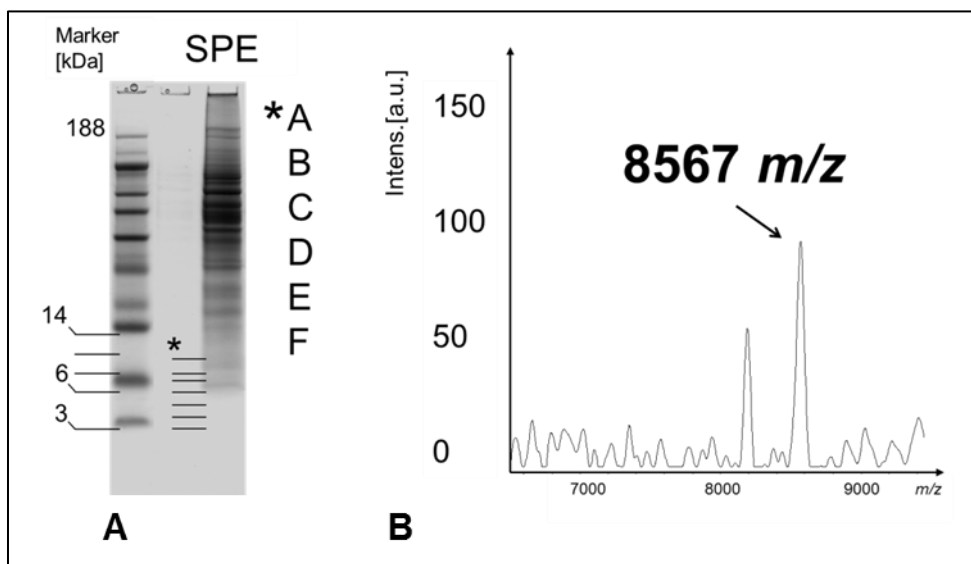 Marker
[kDa]
SPE
188
14
6
3
*
* A
B
C
D
E
F
A
Intens.[a.u.]
150
100
50
0
8567 m/z
7000
8000
9000
m/z
B